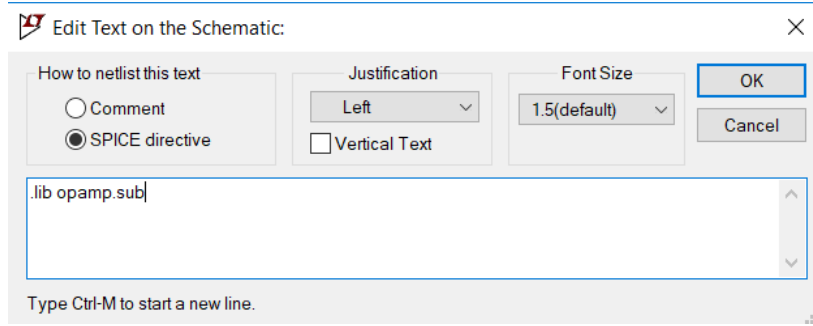 Edit Text on the Schematic:
How to netlist this text
Comment
SPICE directive
Justification
Left
Vertical Text
Font Size
1.5(default)
OK
Cancel
.lib opamp.sub
Type Ctrl-M to start a new line.